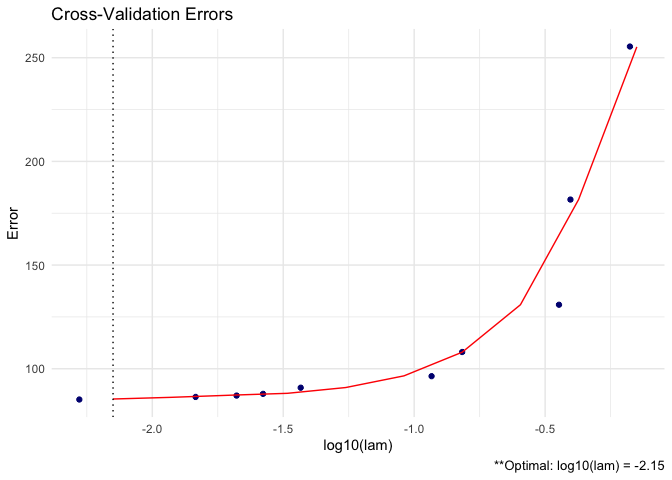 Cross-Validation Errors
250
200
150
100
Error
-2.0 -1.5 -1.0 -0.5
log10(lam)
**Optimal: log10(lam) = -2.15